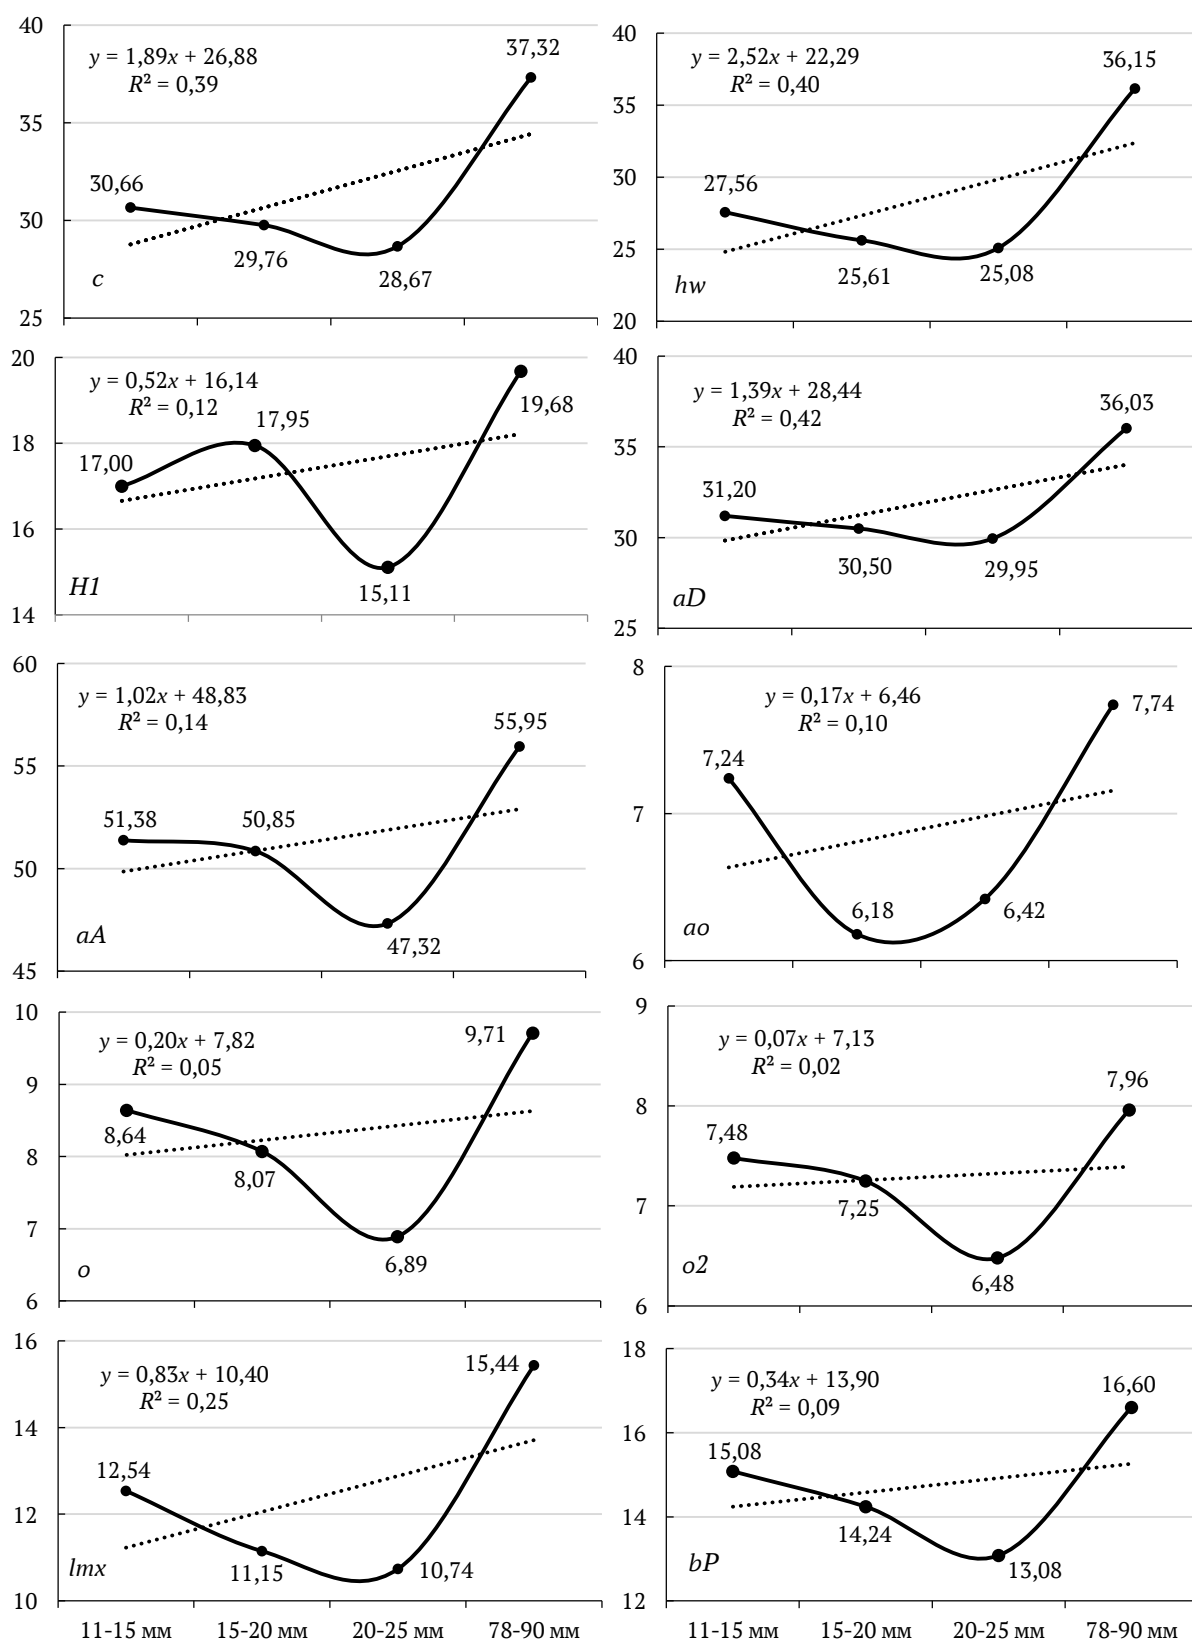 40
35
30
25
y = 1,89x + 26,88
R² = 0,39
30,66
29,76
28,67
37,32
c
40
35
30
25
20
y = 2,52x + 22,29
R² = 0,40
27,56
25,61
25,08
36,15
hw
20
18
16
14
y = 0,52x + 16,14
R² = 0,12
17,00
17,95
15,11
19,68
H1
40
35
30
25
y = 1,39x + 28,44
R² = 0,42
31,20
30,50
29,95
36,03
aD
60
55
50
45
y = 1,02x + 48,83
R² = 0,14
51,38
50,85
47,32
55,95
aA
8
7
6
y = 0,17x + 6,46
R² = 0,10
7,24
6,18
6,42
7,74
ao
10
9
8
7
6
y = 0,20x + 7,82
R² = 0,05
8,64
8,07
6,89
9,71
o
9
8
7
6
y = 0,07x + 7,13
R² = 0,02
7,48
7,25
6,48
7,96
o2
16
14
12
10
y = 0,83x + 10,40
R² = 0,25
12,54
11,15
10,74
15,44
lmx
11-15 мм 15-20 мм 20-25 мм 78-90 мм
18
16
14
12
y = 0,34x + 13,90
R² = 0,09
15,08
14,24
13,08
16,60
bP
11-15 мм 15-20 мм 20-25 мм 78-90 мм